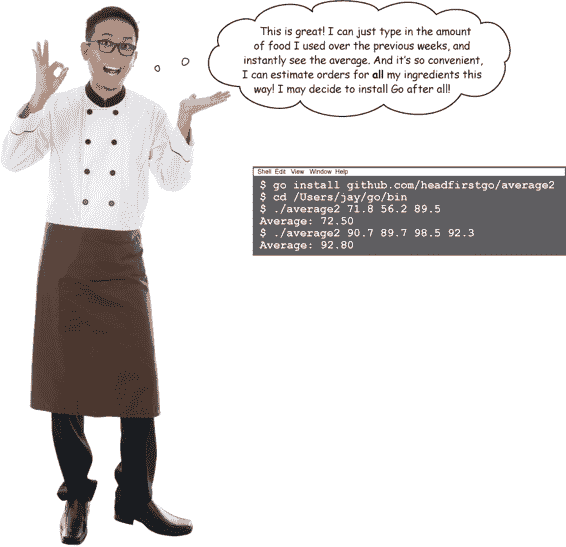 This is great! I can just type in the amount
of food I used over the previous weeks, and
instantly see the average. And it’s so convenient,
I can estimate orders for all my ingredients this
way! I may decide to install Go after all!
Shell Edit View Window Help
$ go install github.com/headfirstgo/average2
$ cd /Users/jay/go/bin
$ ./average2 71.8 56.2 89.5
Average: 72.50
$ ./average2 90.7 89.7 98.5 92.3
Average: 92.80